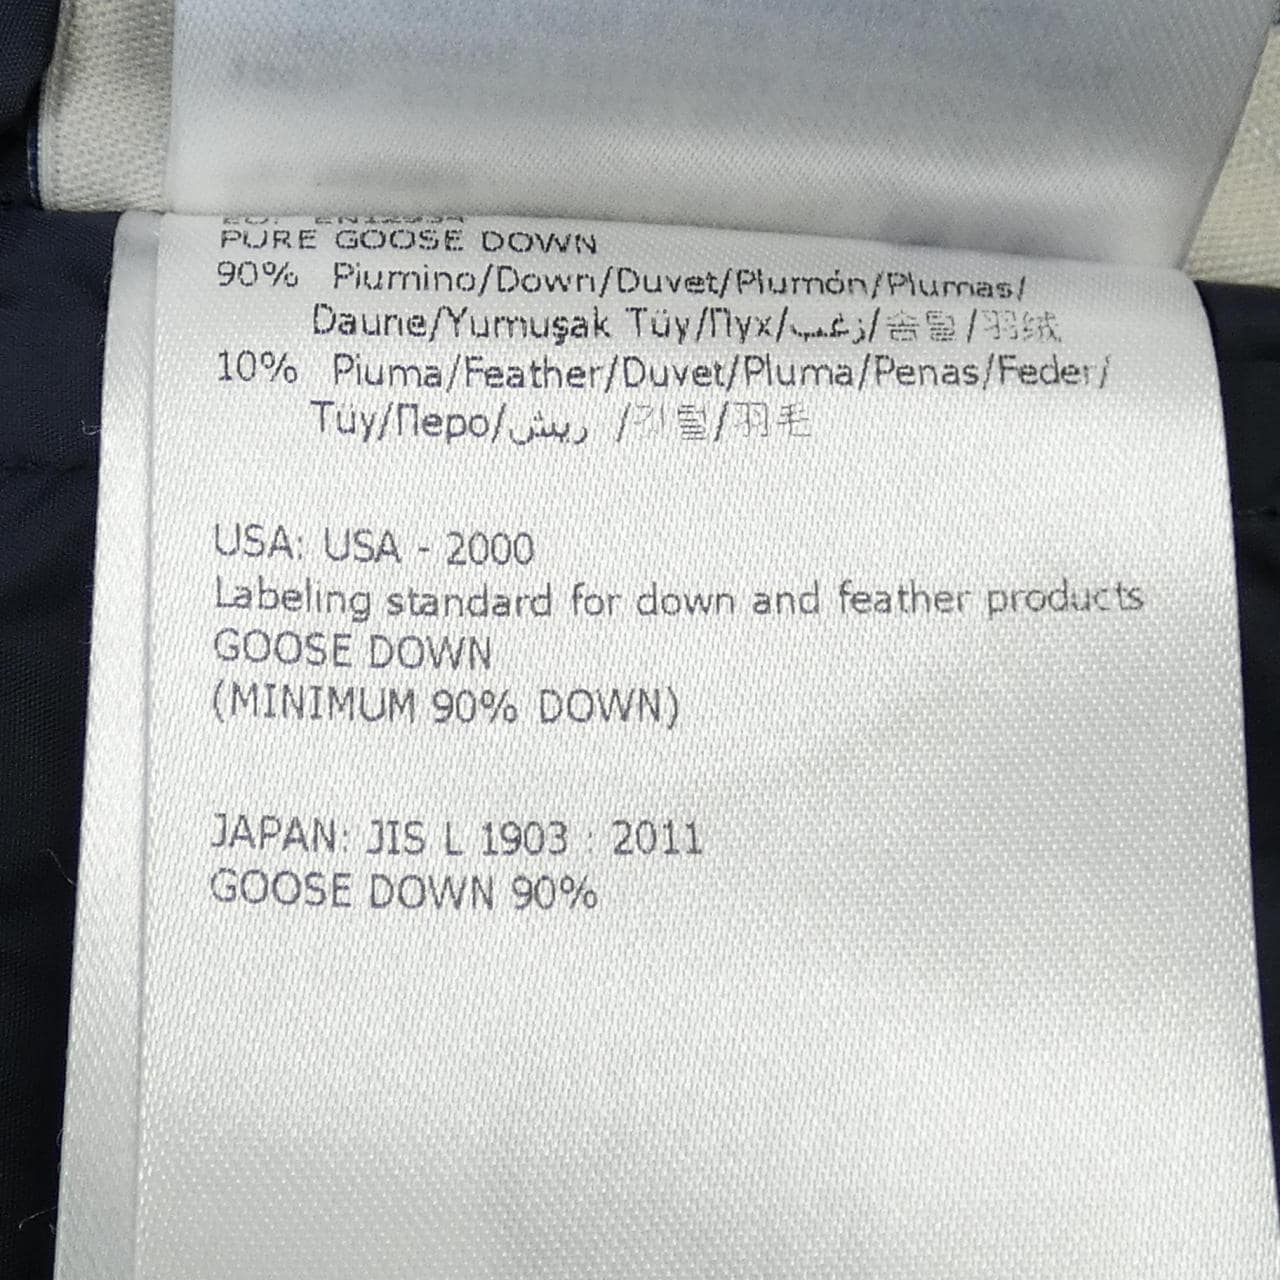 EU: EN12934
PURE GOOSE DOWN
90% Piumino/Down/Duvet/Plumón/Plumas/
Daune/Yumuşak Tüy/Пух/زغب/솜털/羽绒
10% Piuma/Feather/Duvet/Pluma/Penas/Feder/
Tüy/Перо/ريش /깃털/羽毛
USA: USA - 2000
Labeling standard for down and feather products
GOOSE DOWN
(MINIMUM 90% DOWN)
JAPAN: JIS L 1903 : 2011
GOOSE DOWN 90%